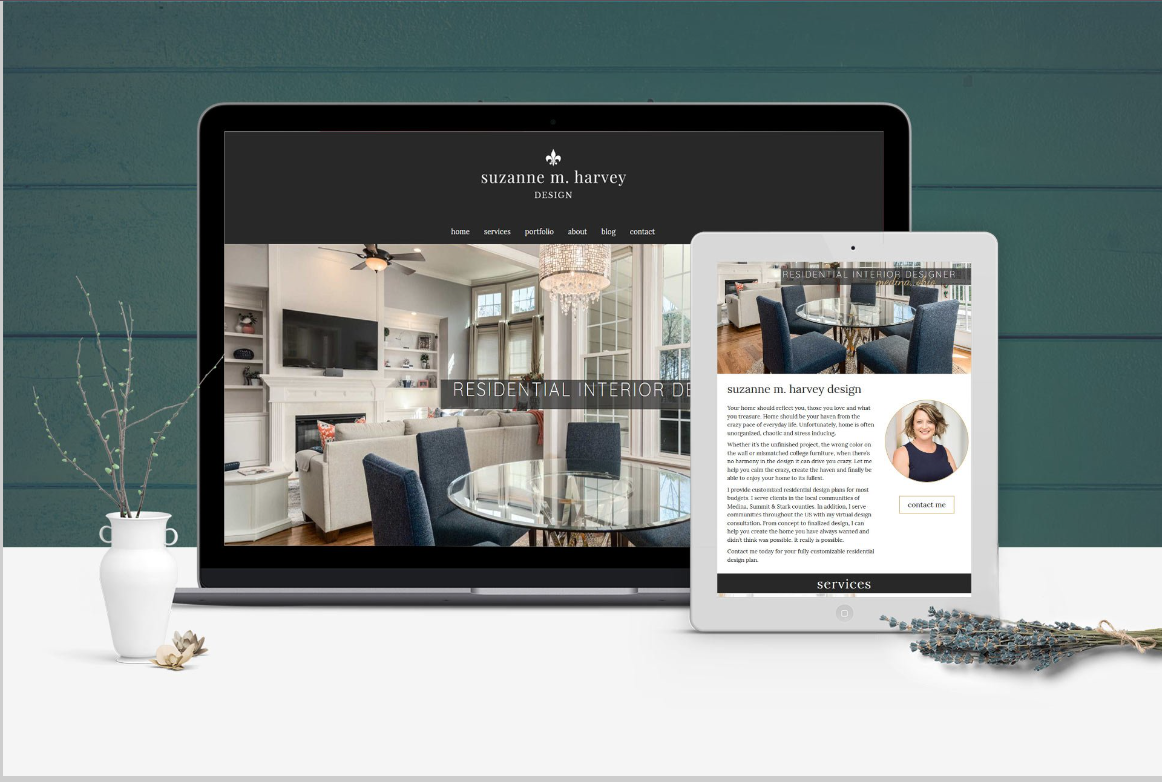 suzanne m. harvey
DESIGN
home services portfolio about blog contact
RESIDENTIAL INTERIOR DE
RESIDENTIAL INTERIOR DESIGNER
suzanne m. harvey design
Your home should reflect you, those you love and what
you treasure. Home should be your haven from the
crazy pace of everyday life. Unfortunately, home is often
unorganized, chaotic and stress inducing.
Whether it's the unfinished project, the wrong color on
the wall or mismatched college furniture, when there's
no harmony in the design it can drive you crazy. Let me
help you calm the crazy, create the haven and finally be
able to enjoy your home to its fullest.
I provide customized residential design plans for most
budgets. I serve clients in the local communities of
Medina, Summit & Stark counties. In addition, I serve
communities throughout the US with my virtual design
consultation. From concept to finalized design, I can
help you create the home you have always wanted and
didn't think was possible. It really is possible.
Contact me today for your fully customizable residential
design plan.
contact me
services